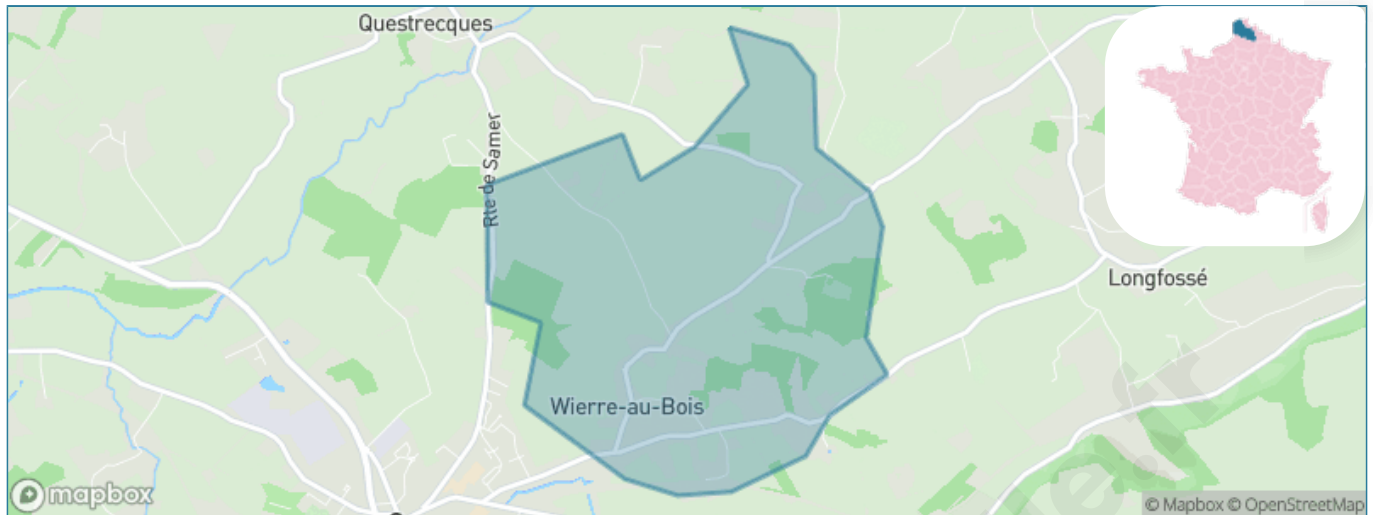 Questrecques
Rte de Samer
Longfossé
Wierre-au-Bois
mapbox
© Mapbox © OpenStreetMap